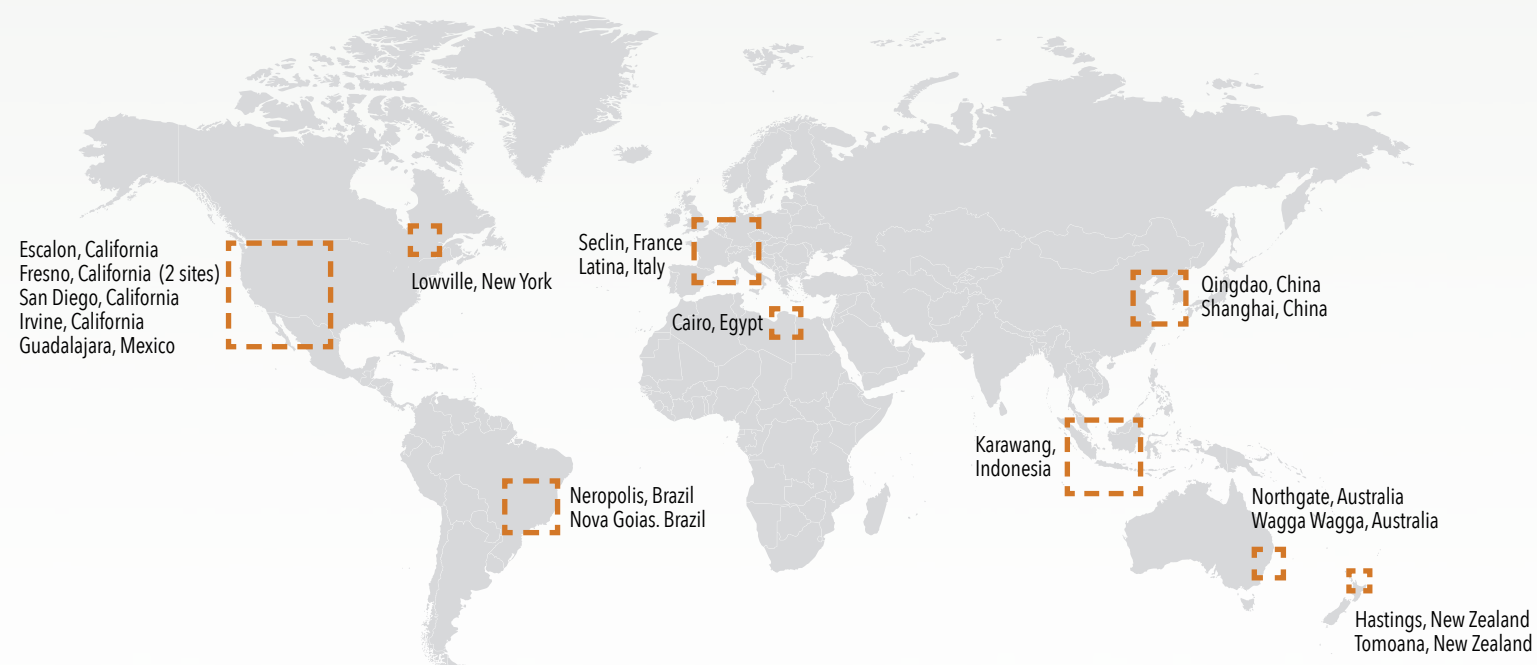 Escalon, California
Fresno, California (2 sites)
San Diego, California
Irvine, California
Guadalajara, Mexico
Lowville, New York
Seclin, France
Latina, Italy
Cairo, Egypt
Qingdao, China
Shanghai, China
Karawang,
Indonesia
Neropolis, Brazil
Nova Goias. Brazil
Northgate, Australia
Wagga Wagga, Australia
Hastings, New Zealand
Tomoana, New Zealand